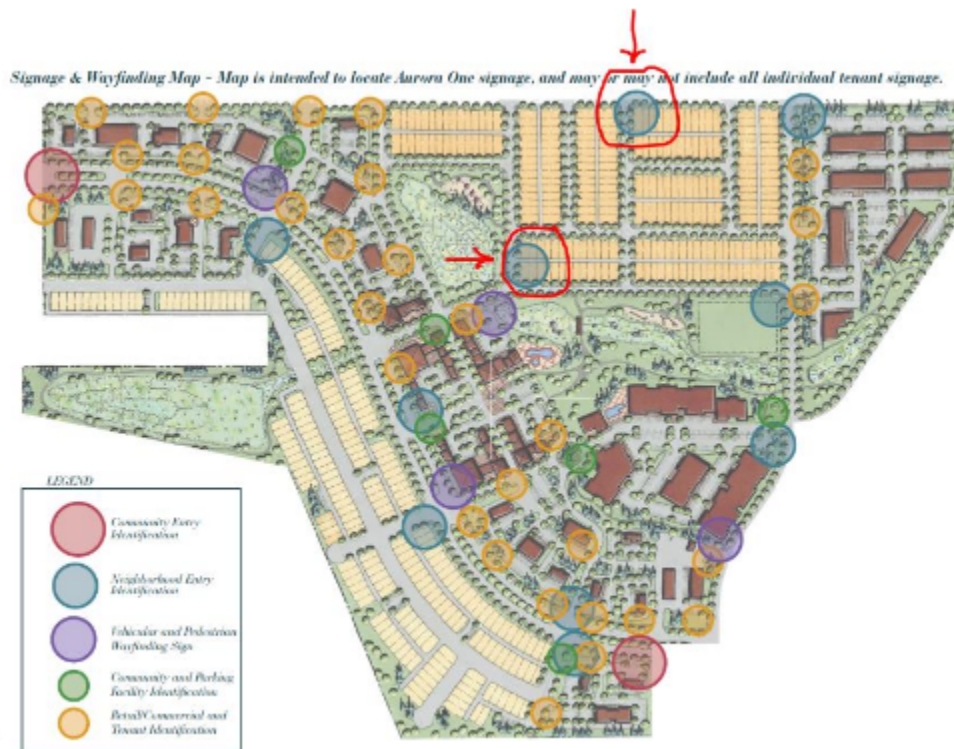 Signage & Wayfinding Map - Map is intended to locate Aurora One signage, and may or may not include all individual tenant signage.
LEGEND
Community Entry
Identification
Neighborhood Entry
Identification
Vehicular and Pedestrian
Wayfinding Sign
Community and Parking
Facility Identification
Retail/Commercial and
Tenant Identification